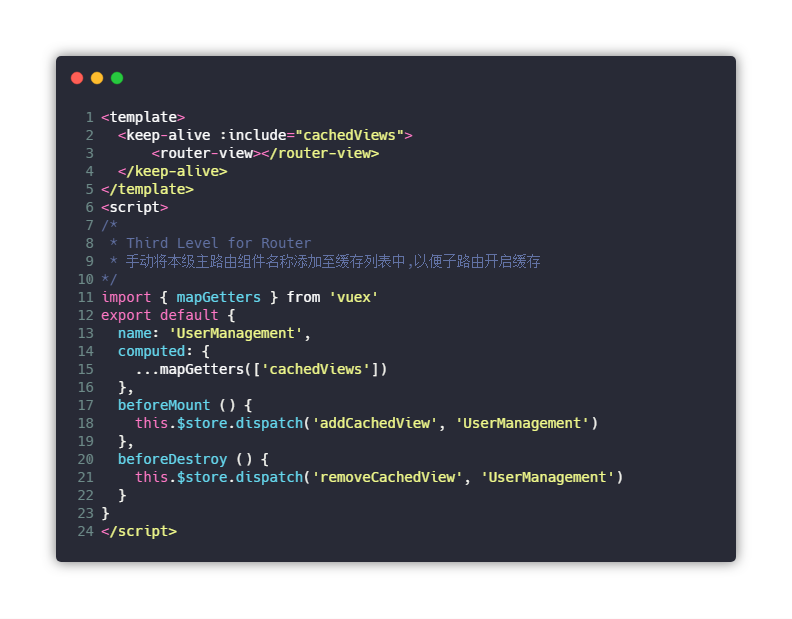 1 <template>
2   <keep-alive :include="cachedViews">
3       <router-view></router-view>
4   </keep-alive>
5 </template>
6 <script>
7 /*
8  * Third Level for Router
9  * 手动将本级主路由组件名称添加至缓存列表中,以便子路由开启缓存
10 */
11 import { mapGetters } from 'vuex'
12 export default {
13   name: 'UserManagement',
14   computed: {
15     ...mapGetters(['cachedViews'])
16   },
17   beforeMount () {
18     this.$store.dispatch('addCachedView', 'UserManagement')
19   },
20   beforeDestroy () {
21     this.$store.dispatch('removeCachedView', 'UserManagement')
22   }
23 }
24 </script>